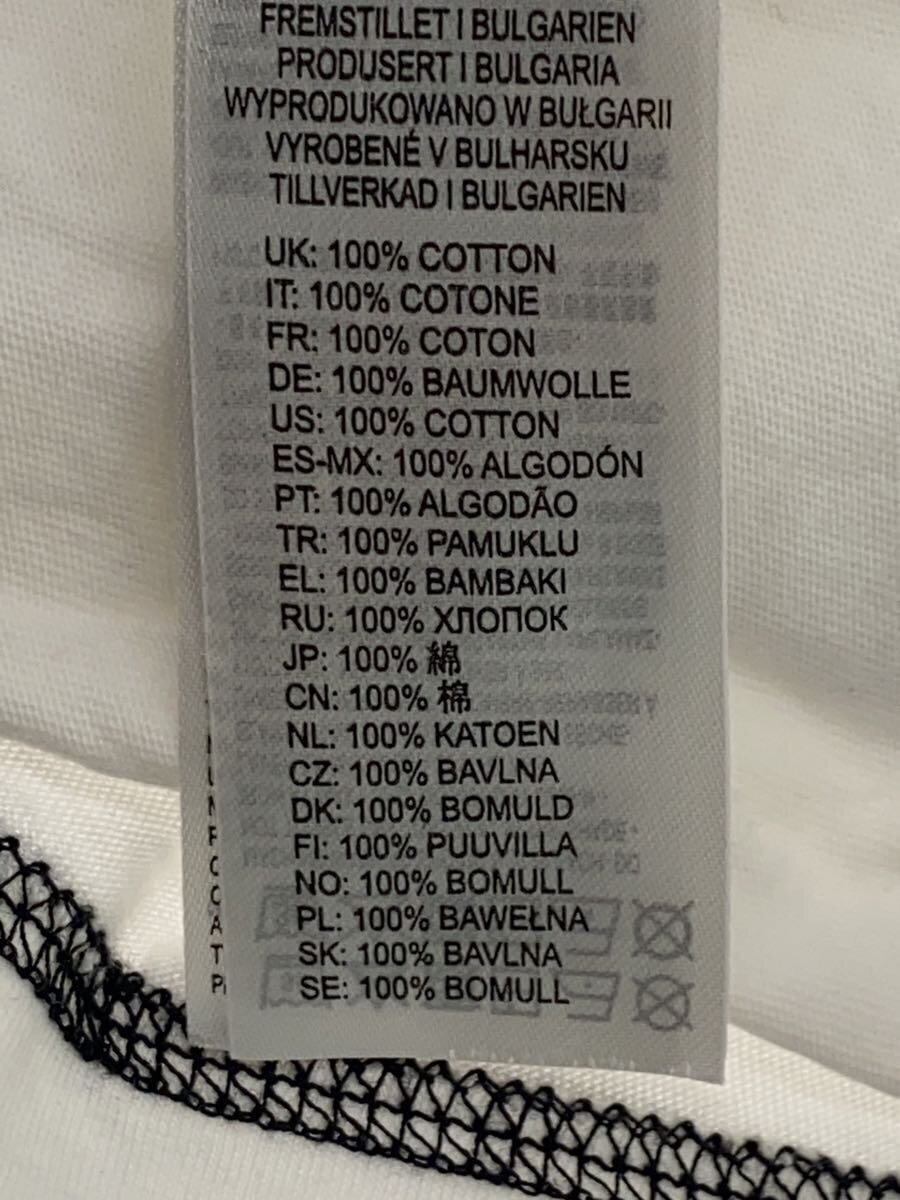 FREMSTILLET I BULGARIEN
PRODUSERT I BULGARIA
WYPRODUKOWANO W BUŁGARII
VYROBENÉ V BULHARSKU
TILLVERKAD I BULGARIEN
UK: 100% COTTON
IT: 100% COTONE
FR: 100% COTON
DE: 100% BAUMWOLLE
US: 100% COTTON
ES-MX: 100% ALGODÓN
PT: 100% ALGODÃO
TR: 100% PAMUKLU
EL: 100% BAMBAKI
RU: 100% ХЛОПОК
JP: 100% 綿
CN: 100% 棉
NL: 100% KATOEN
CZ: 100% BAVLNA
DK: 100% BOMULD
FI: 100% PUUVILLA
NO: 100% BOMULL
PL: 100% BAWEŁNA
SK: 100% BAVLNA
SE: 100% BOMULL